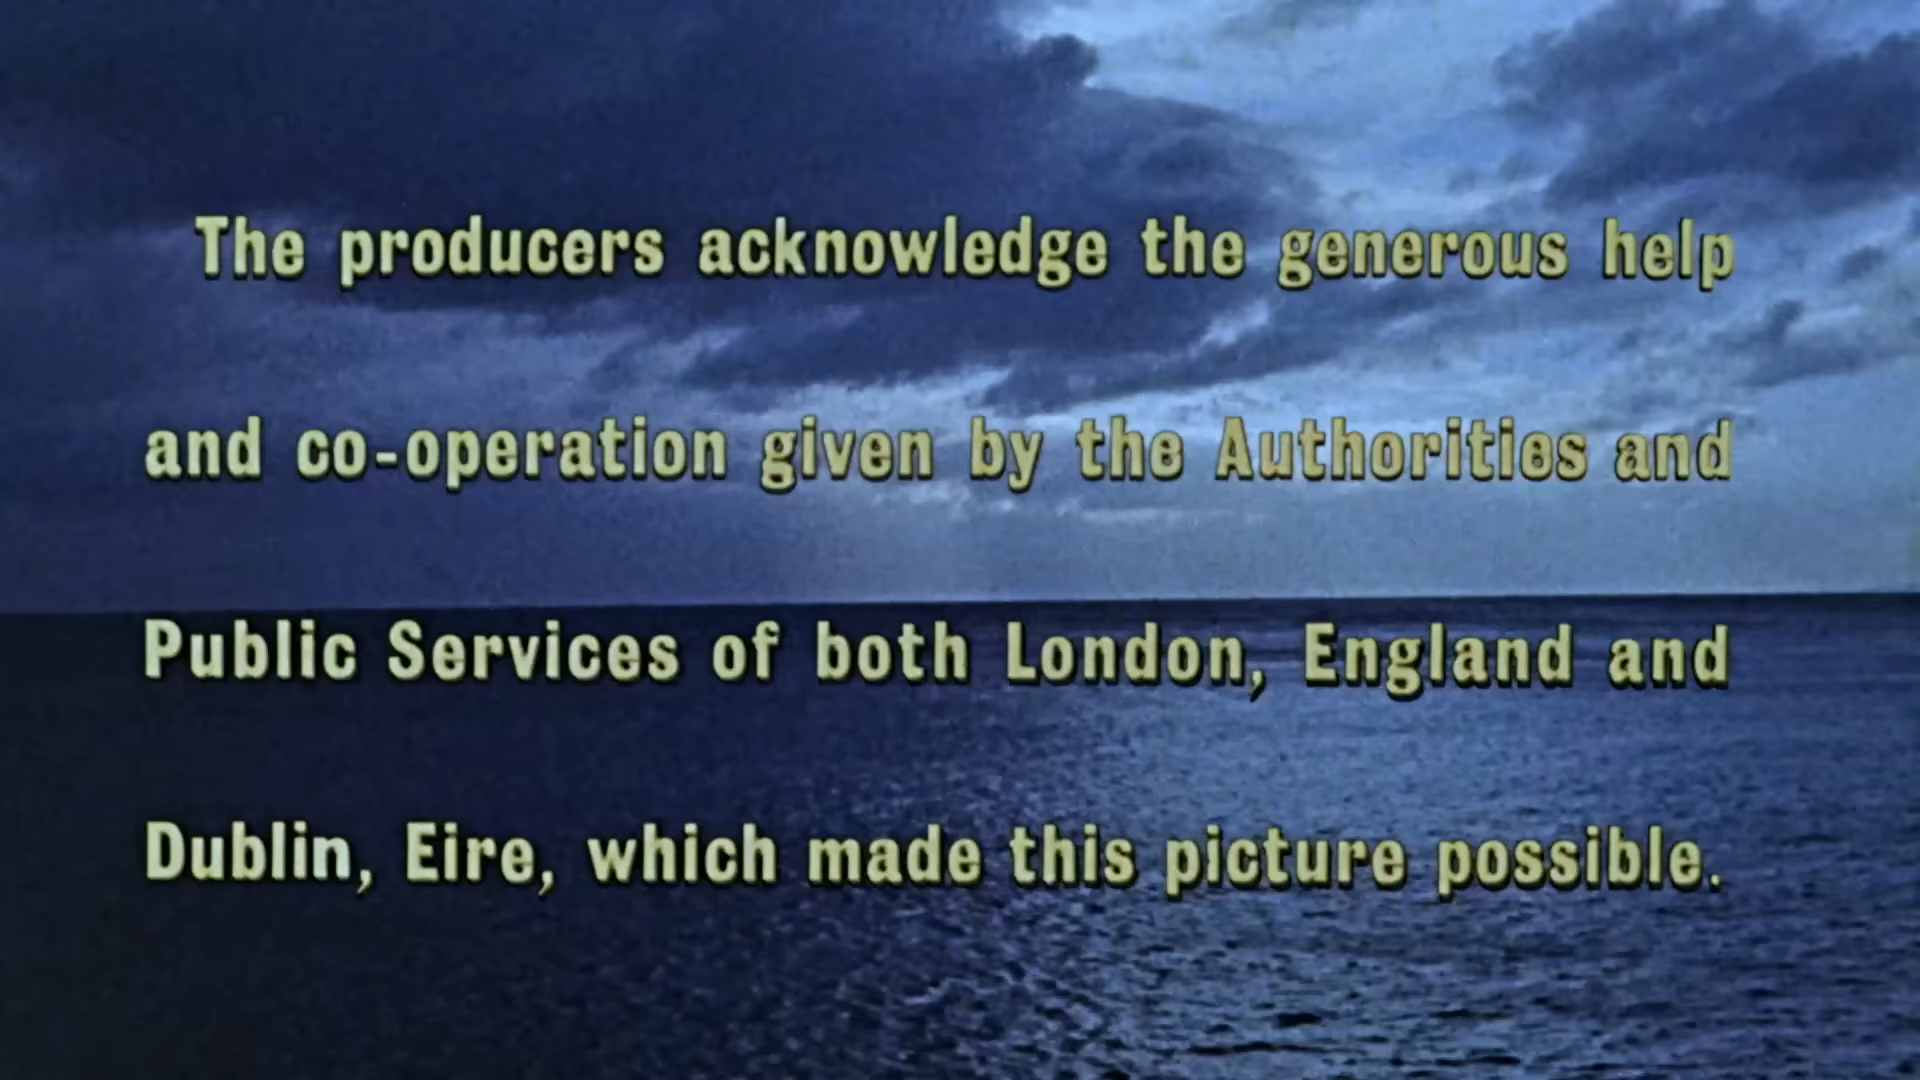 The producers acknowledge the generous help
and co-operation given by the Authorities and
Public Services of both London, England and
Dublin, Eire, which made this picture possible.